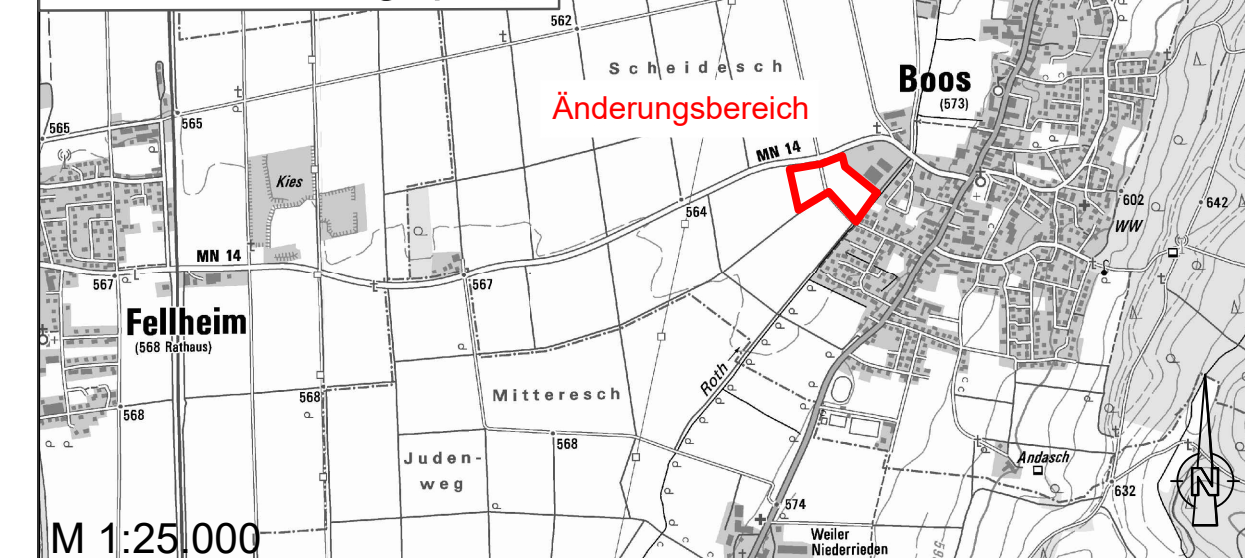 562
Scheidesch
Boos
(573)
Änderungsbereich
565
565
MN 14
Kies
602
642
WW
564
MN 14
567
567
Fellheim
(568 Rathaus)
Roth
Mitteresch
568
568
568
Juden-
weg
Andasch
N
632
574
Weiler
Niederrieden
M 1:25.000